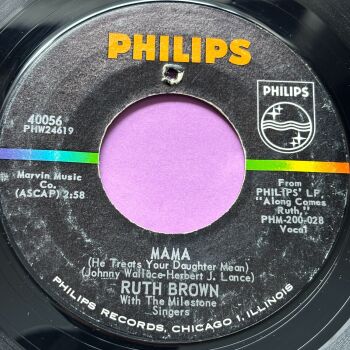 PHILIPS
40056
PHW24619
PHILIPS
Marvin Music
Co.
(ASCAP) 2:58
From
PHILIPS' LP
"Along Comes
Ruth,"
PHM-200-028
Vocal
MAMA
(He Treats Your Daughter Mean)
(Johnny Wallace-Herbert J. Lance)
RUTH BROWN
With The Milestone
Singers
PHILIPS RECORDS, CHICAGO 1, ILLINOIS